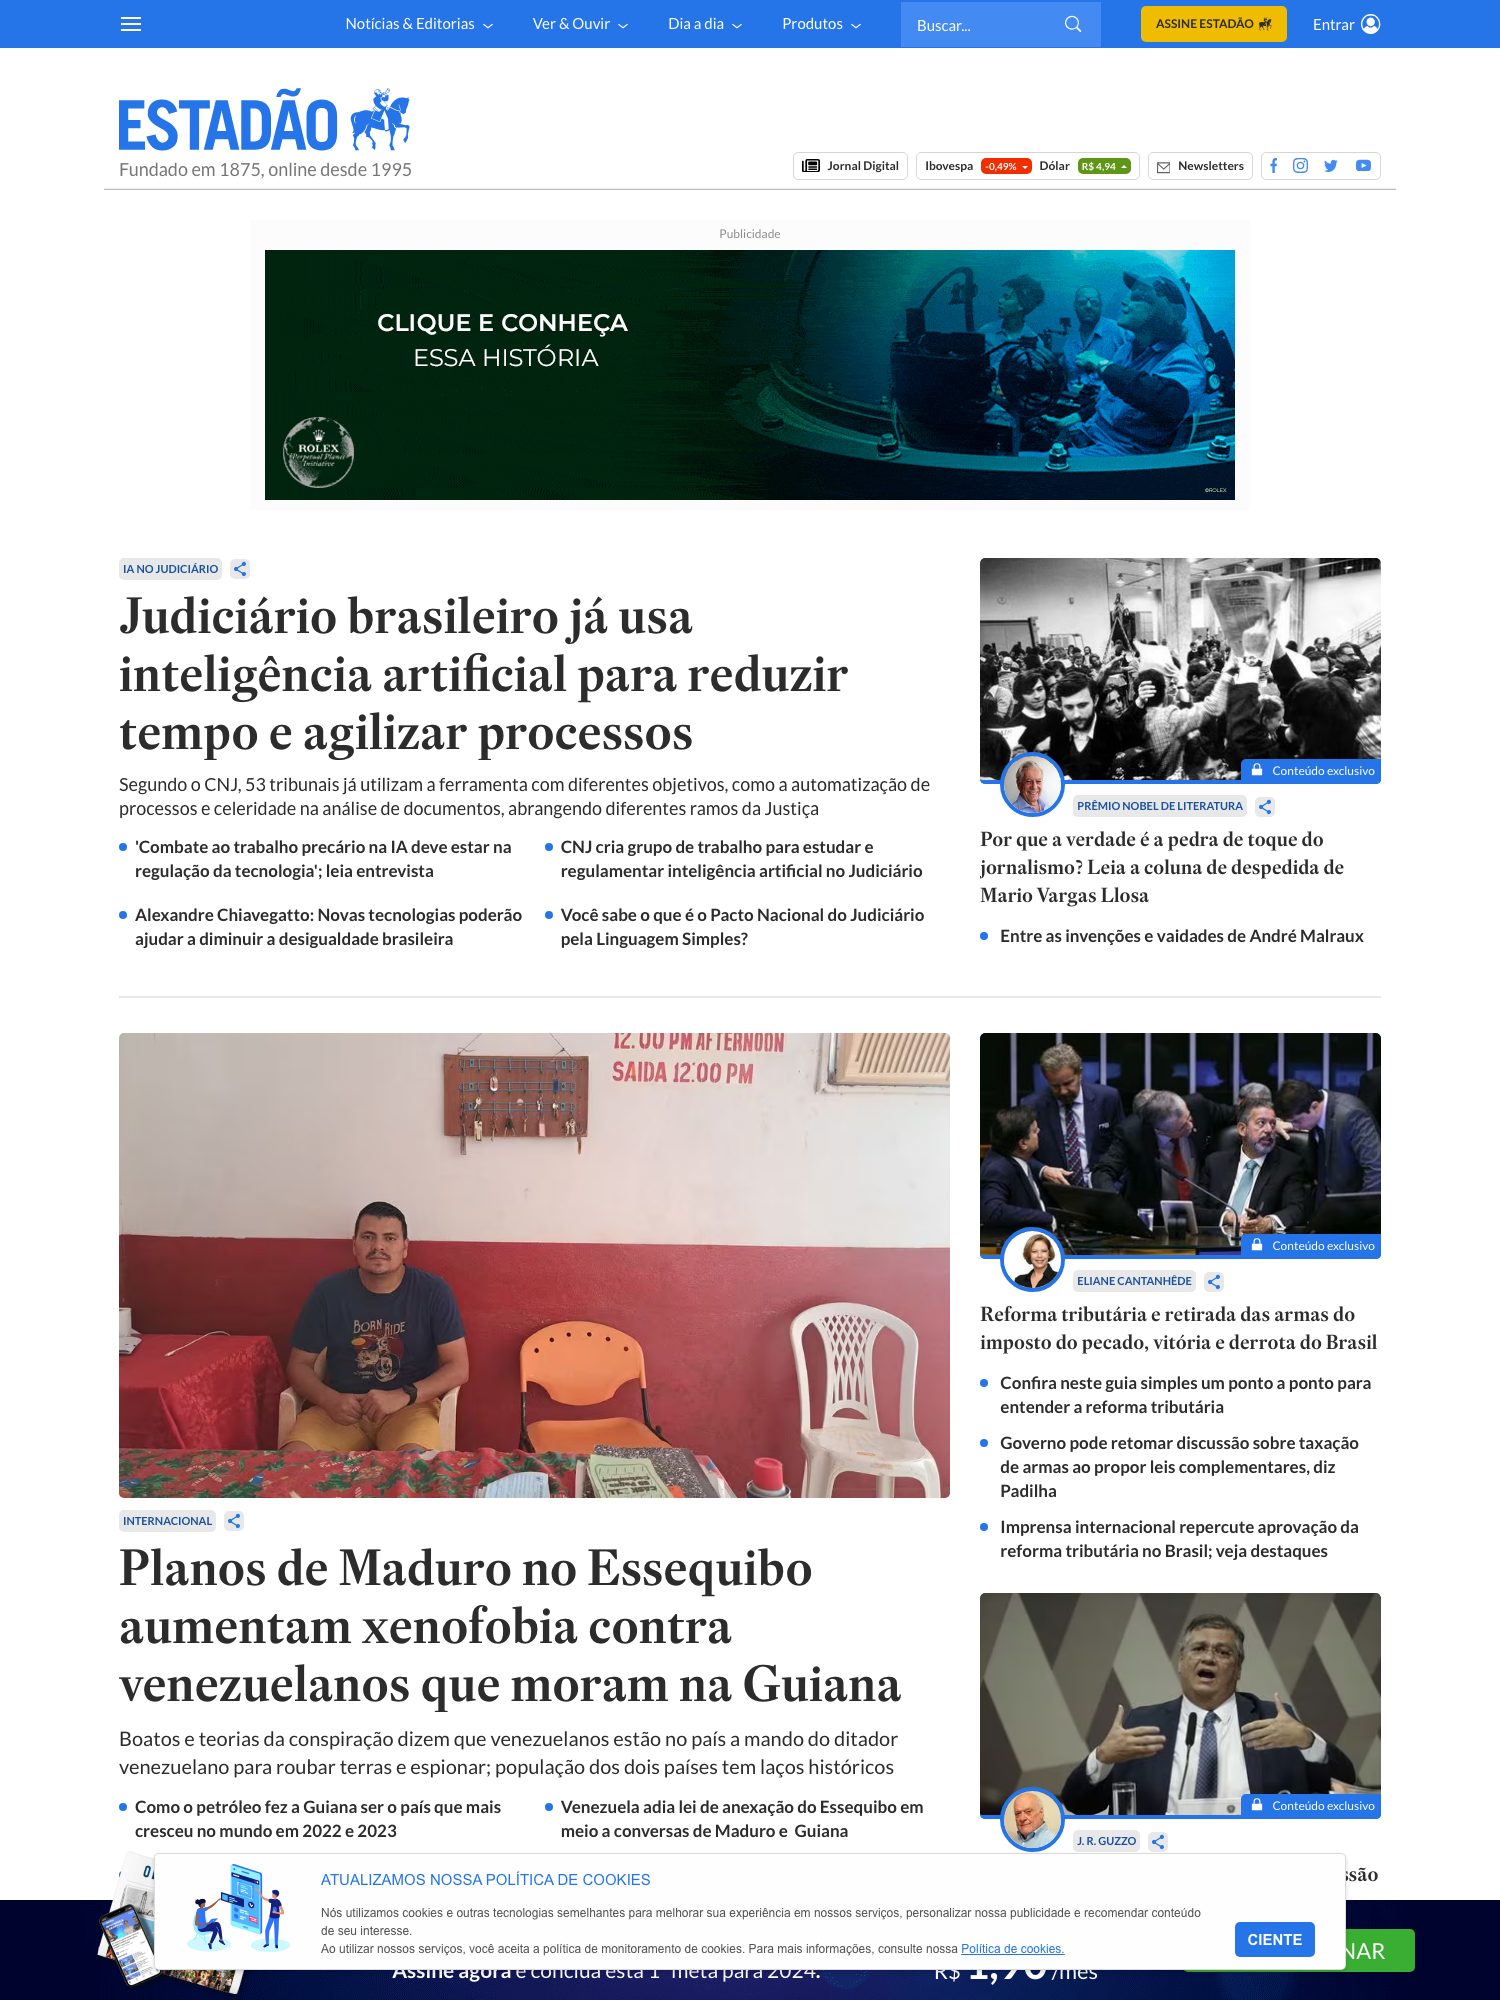 Notícias & Editorias
Ver & Ouvir
Dia a dia
Produtos
Buscar...
ASSINE ESTADÃO
Entrar
ESTADÃO
Fundado em 1875, online desde 1995
Jornal Digital
Ibovespa -0,49% Dólar R$ 4,94
Newsletters
Publicidade
CLIQUE E CONHEÇA
ESSA HISTÓRIA
ROLEX
Perpetual Planet
Initiative
©ROLEX
IA NO JUDICIÁRIO
Judiciário brasileiro já usa
inteligência artificial para reduzir
tempo e agilizar processos
Segundo o CNJ, 53 tribunais já utilizam a ferramenta com diferentes objetivos, como a automatização de
processos e celeridade na análise de documentos, abrangendo diferentes ramos da Justiça
'Combate ao trabalho precário na IA deve estar na
regulação da tecnologia'; leia entrevista
CNJ cria grupo de trabalho para estudar e
regulamentar inteligência artificial no Judiciário
Alexandre Chiavegatto: Novas tecnologias poderão
ajudar a diminuir a desigualdade brasileira
Você sabe o que é o Pacto Nacional do Judiciário
pela Linguagem Simples?
Conteúdo exclusivo
PRÊMIO NOBEL DE LITERATURA
Por que a verdade é a pedra de toque do
jornalismo? Leia a coluna de despedida de
Mario Vargas Llosa
Entre as invenções e vaidades de André Malraux
12:00 PM AFTERNOON
SAIDA 12:00 PM
BORN RIDE
INTERNACIONAL
Planos de Maduro no Essequibo
aumentam xenofobia contra
venezuelanos que moram na Guiana
Boatos e teorias da conspiração dizem que venezuelanos estão no país a mando do ditador
venezuelano para roubar terras e espionar; população dos dois países tem laços históricos
Como o petróleo fez a Guiana ser o país que mais
cresceu no mundo em 2022 e 2023
Venezuela adia lei de anexação do Essequibo em
meio a conversas de Maduro e Guiana
Conteúdo exclusivo
ELIANE CANTANHÊDE
Reforma tributária e retirada das armas do
imposto do pecado, vitória e derrota do Brasil
Confira neste guia simples um ponto a ponto para
entender a reforma tributária
Governo pode retomar discussão sobre taxação
de armas ao propor leis complementares, diz
Padilha
Imprensa internacional repercute aprovação da
reforma tributária no Brasil; veja destaques
Conteúdo exclusivo
J. R. GUZZO
ssão
ATUALIZAMOS NOSSA POLÍTICA DE COOKIES
Nós utilizamos cookies e outras tecnologias semelhantes para melhorar sua experiência em nossos serviços, personalizar nossa publicidade e recomendar conteúdo
de seu interesse.
Ao utilizar nossos serviços, você aceita a política de monitoramento de cookies. Para mais informações, consulte nossa Política de cookies.
CIENTE
NAR
Assine agora e conclua esta 1ª meta para 2024.
R$ 1,90 /mês